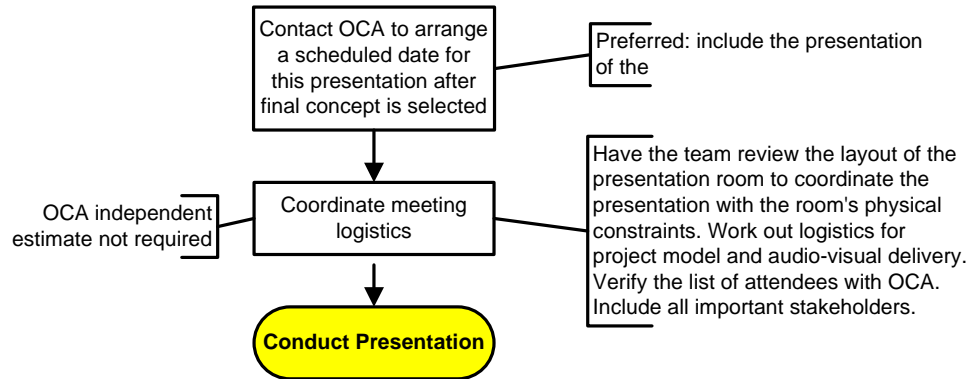 Contact OCA to arrange
a scheduled date for
this presentation after
final concept is selected
Preferred: include the presentation
of the
OCA independent
estimate not required
Coordinate meeting
logistics
Have the team review the layout of the
presentation room to coordinate the
presentation with the room's physical
constraints. Work out logistics for
project model and audio-visual delivery.
Verify the list of attendees with OCA.
Include all important stakeholders.
Conduct Presentation